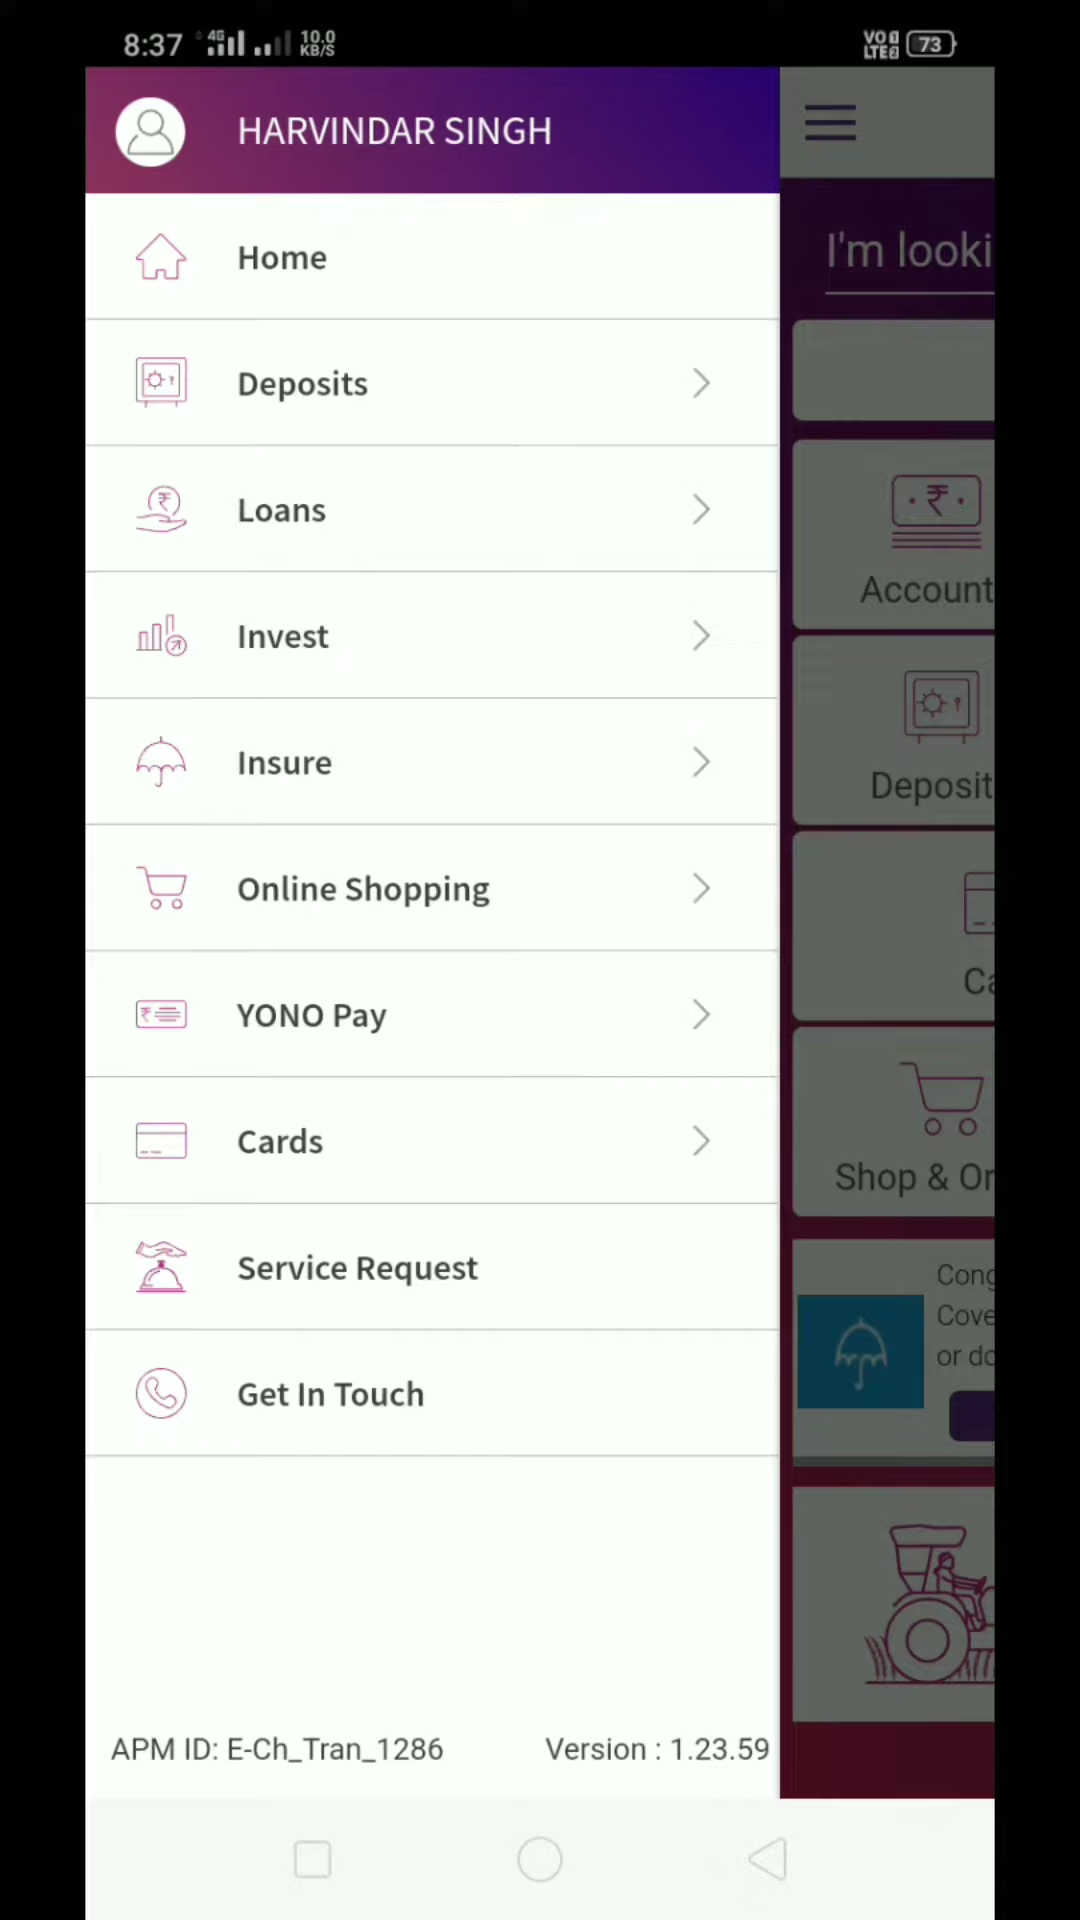 8:37 4G 10.0 KB/S VO LTE 73
HARVINDAR SINGH
Home
Deposits
Loans
Invest
Insure
Online Shopping
YONO Pay
Cards
Service Request
Get In Touch
APM ID: E-Ch_Tran_1286 Version : 1.23.59
I'm looki
Account
Deposit
Ca
Shop & Or
Cong
Cove
or do